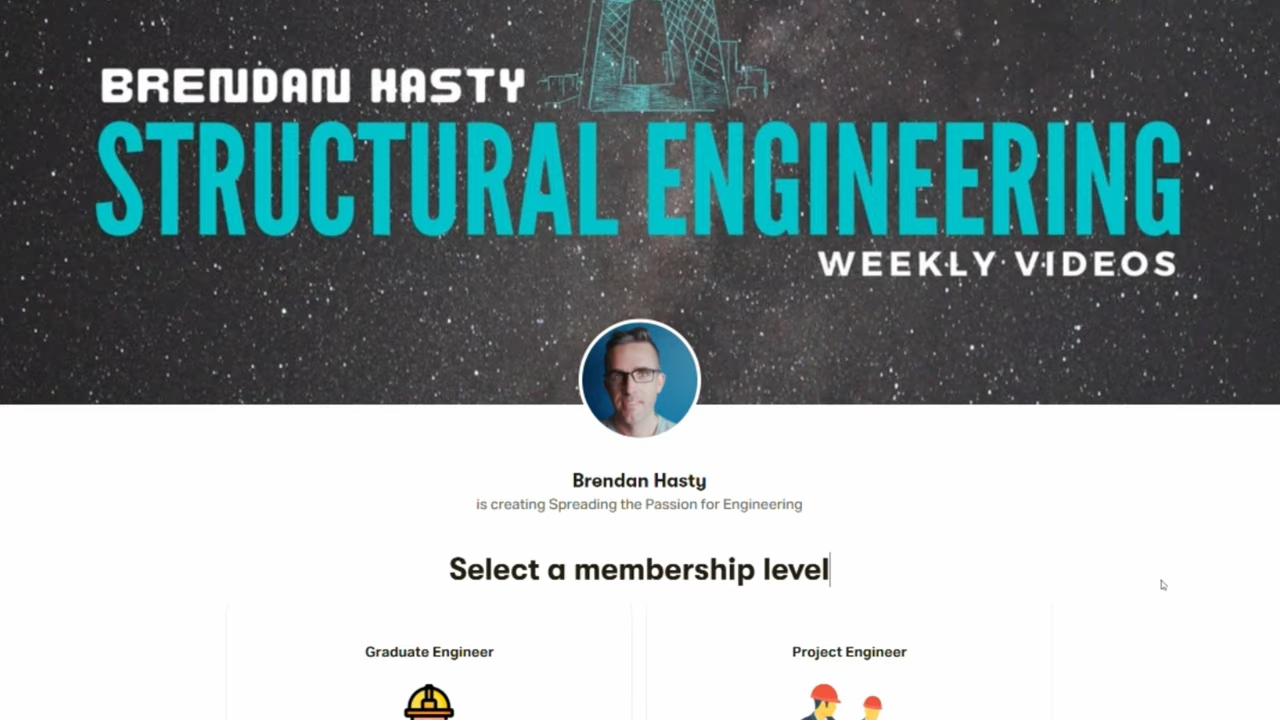 BRENDAN HASTY
STRUCTURAL ENGINEERING
WEEKLY VIDEOS
Brendan Hasty
is creating Spreading the Passion for Engineering
Select a membership level
Graduate Engineer
Project Engineer